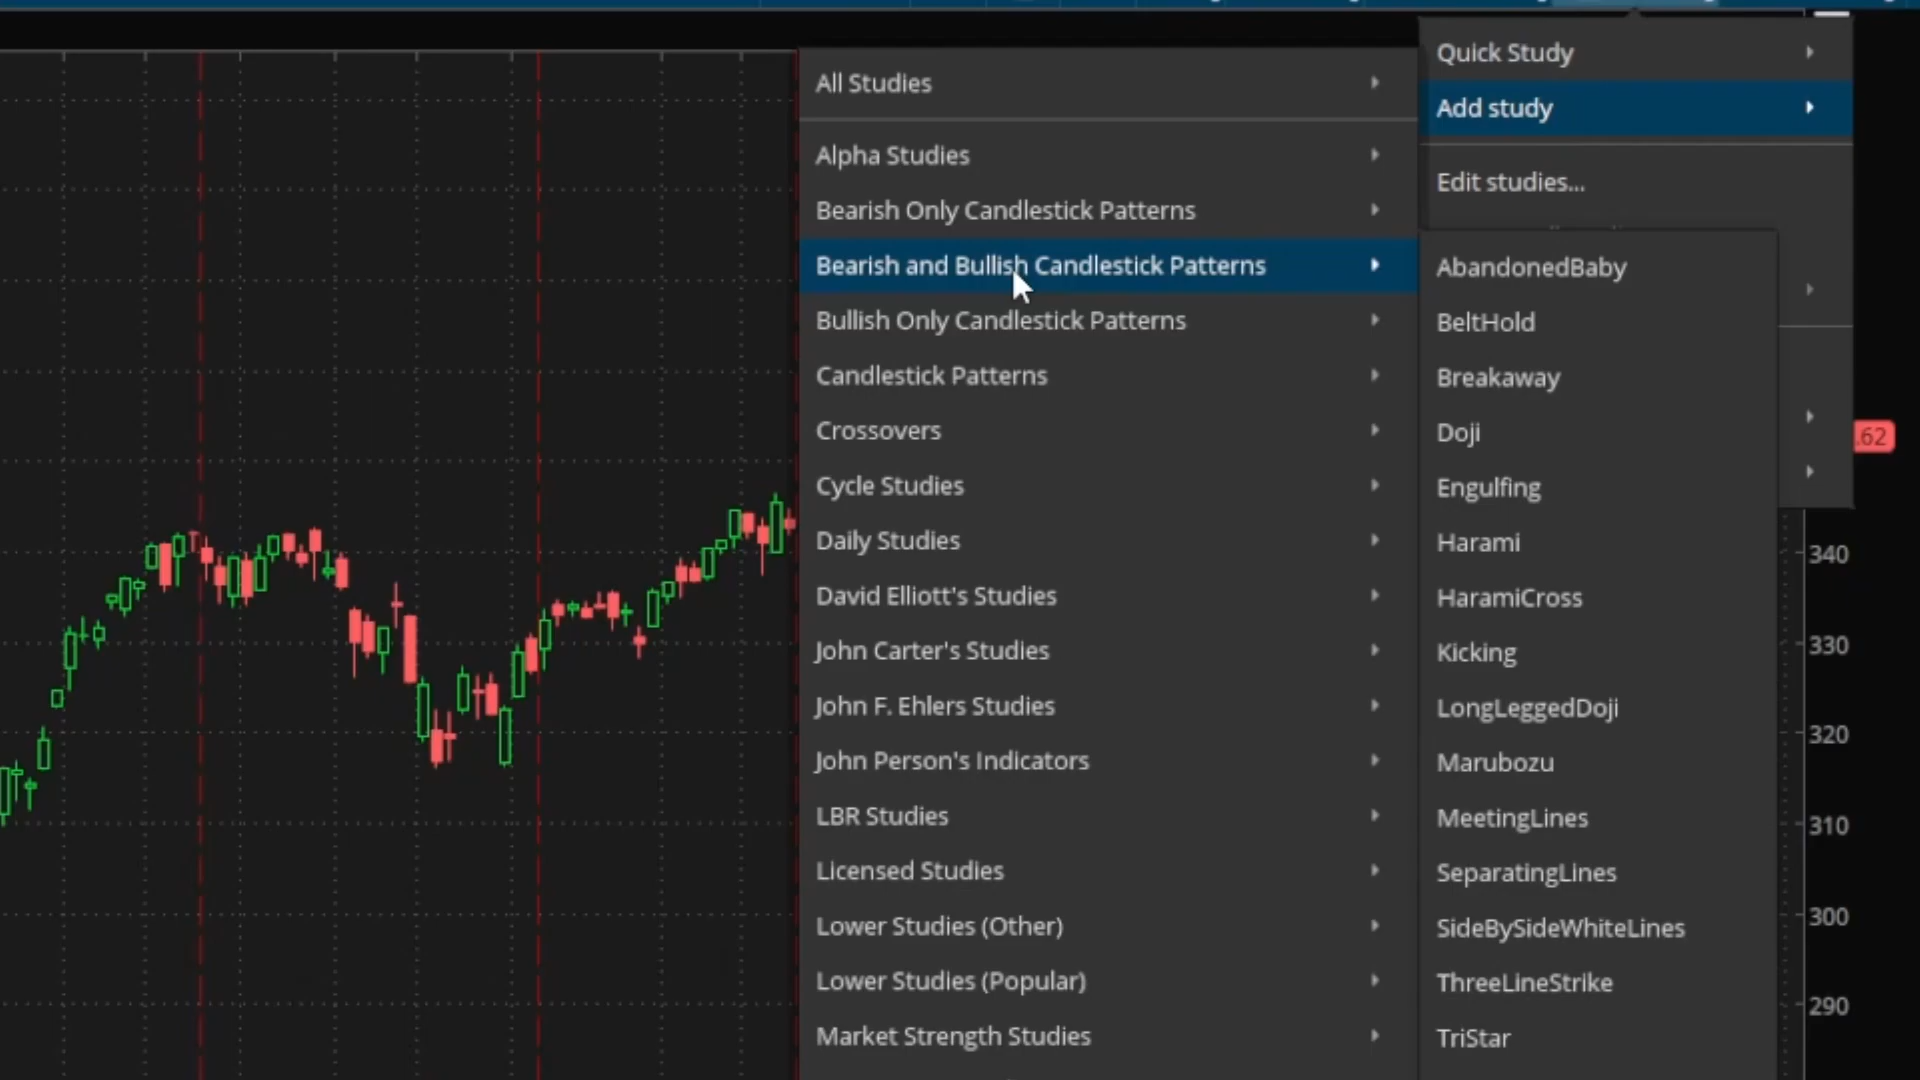 Quick Study
Add study
Edit studies...
All Studies
Alpha Studies
Bearish Only Candlestick Patterns
Bearish and Bullish Candlestick Patterns
Bullish Only Candlestick Patterns
Candlestick Patterns
Crossovers
Cycle Studies
Daily Studies
David Elliott's Studies
John Carter's Studies
John F. Ehlers Studies
John Person's Indicators
LBR Studies
Licensed Studies
Lower Studies (Other)
Lower Studies (Popular)
Market Strength Studies
AbandonedBaby
BeltHold
Breakaway
Doji
Engulfing
Harami
HaramiCross
Kicking
LongLeggedDoji
Marubozu
MeetingLines
SeparatingLines
SideBySideWhiteLines
ThreeLineStrike
TriStar
.62
340
330
320
310
300
290